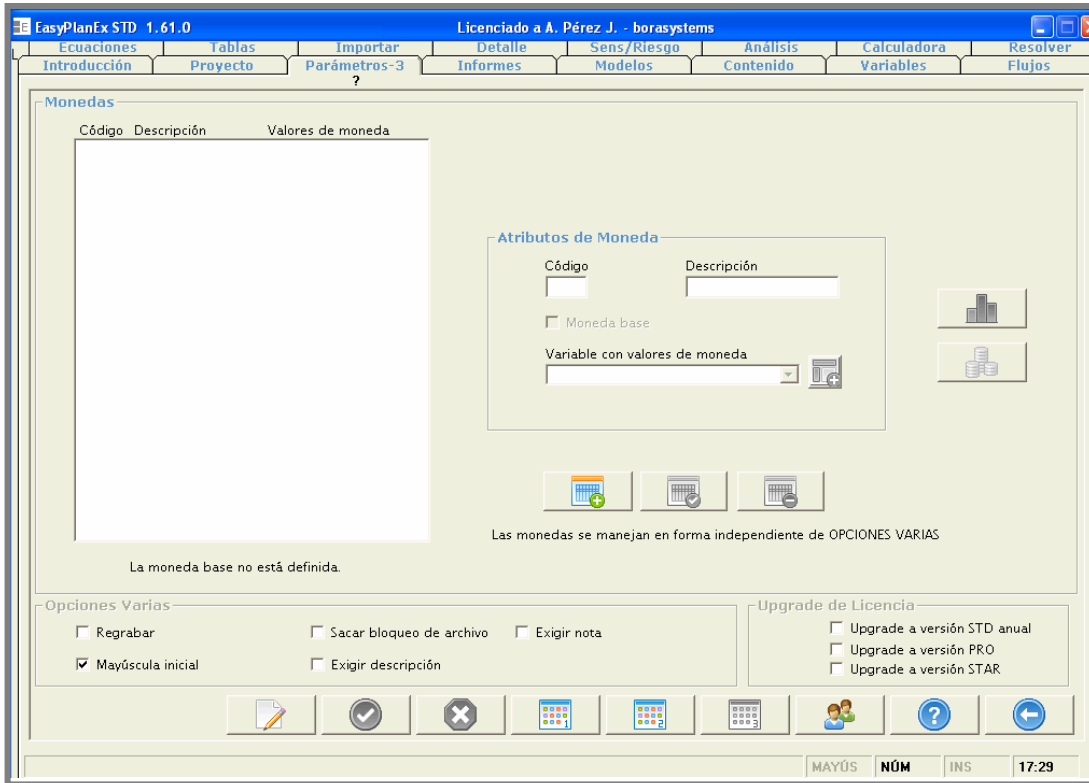 EasyPlanEx STD 1.61.0 Licenciado a A. Pérez J. - borasystems
Ecuaciones Tablas Importar Detalle Sens/Riesgo Análisis Calculadora Resolver
Introducción Proyecto Parámetros-3 Informes Modelos Contenido Variables Flujos
?
Monedas
Código Descripción Valores de moneda
Atributos de Moneda
Código Descripción
Moneda base
Variable con valores de moneda
Las monedas se manejan en forma independiente de OPCIONES VARIAS
La moneda base no está definida.
Opciones Varias
Regrabar Sacar bloqueo de archivo Exigir nota
Mayúscula inicial Exigir descripción
Upgrade de Licencia
Upgrade a versión STD anual
Upgrade a versión PRO
Upgrade a versión STAR
1 2 3 ?
MAYÚS NÚM INS 17:29